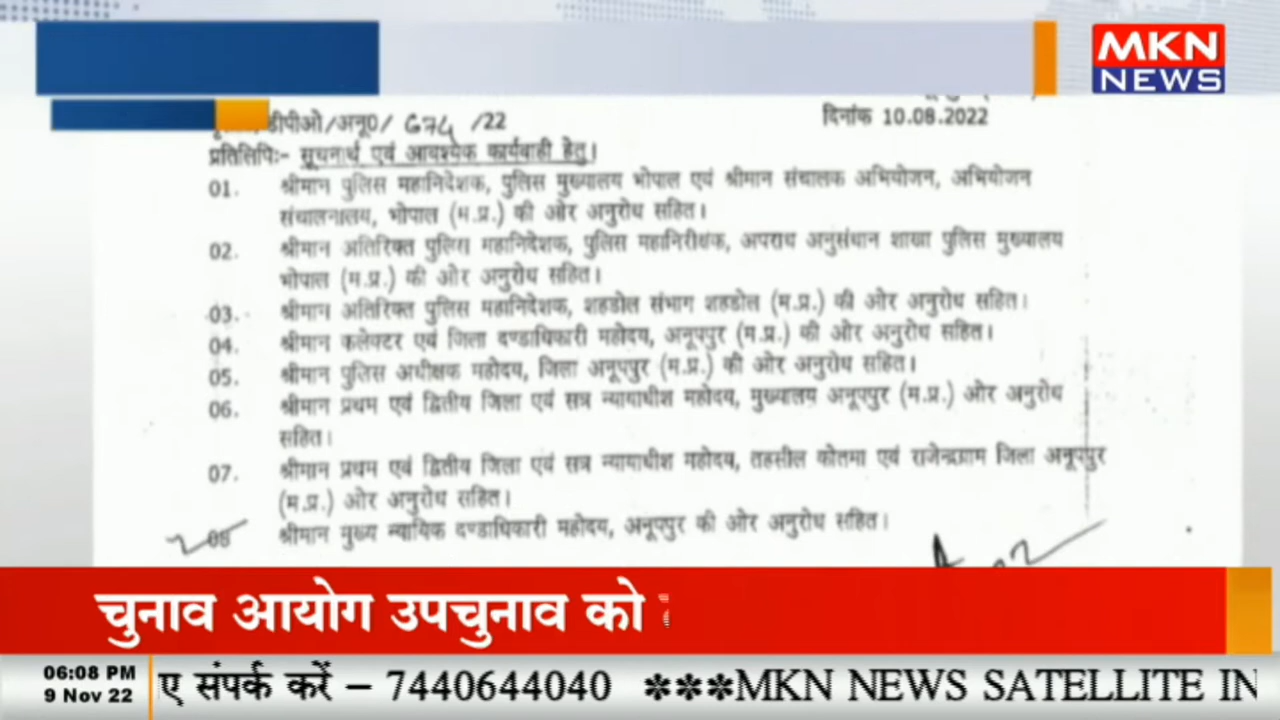 MKN
NEWS
डीपीओ/अनू0/ 674 /22
दिनांक 10.08.2022
प्रतिलिपिः- सूचनार्थ एवं आवश्येक कार्यवाही हेतु।
01. श्रीमान पुलिस महानिदेशक, पुलिस मुख्यालय भोपाल एवं श्रीमान संचालक अभियोजन, अभियोजन
संचालनालय, भोपाल (म.प्र.) की ओर अनुरोध सहित।
02. श्रीमान अतिरिक्त पुलिस महानिदेशक, पुलिस महानिरीक्षक, अपराध अनुसंधान शाखा पुलिस मुख्यालय
भोपाल (म.प्र.) की ओर अनुरोध सहित।
03. श्रीमान अतिरिक्त पुलिस महानिदेशक, शहडोल संभाग शहडोल (म.प्र.) की ओर अनुरोध सहित।
04. श्रीमान कलेक्टर एवं जिला दण्डाधिकारी महोदय, अनूपपुर (म.प्र.) की ओर अनुरोध सहित।
05. श्रीमान पुलिस अधीक्षक महोदय, जिला अनूपपुर (म.प्र.) की ओर अनुरोध सहित।
06. श्रीमान प्रथम एवं द्वितीय जिला एवं सत्र न्यायाधीश महोदय, मुख्यालय अनूपपुर (म.प्र.) ओर अनुरोध
सहित।
07. श्रीमान प्रथम एवं द्वितीय जिला एवं सत्र न्यायाधीश महोदय, तहसील कोतमा एवं राजेन्द्रग्राम जिला अनूपपुर
(म.प्र.) ओर अनुरोध सहित।
08 श्रीमान मुख्य न्यायिक दण्डाधिकारी महोदय, अनूपपुर की ओर अनुरोध सहित।
चुनाव आयोग उपचुनाव को
06:08 PM
9 Nov 22
ए संपर्क करें – 7440644040 ***MKN NEWS SATELLITE IN